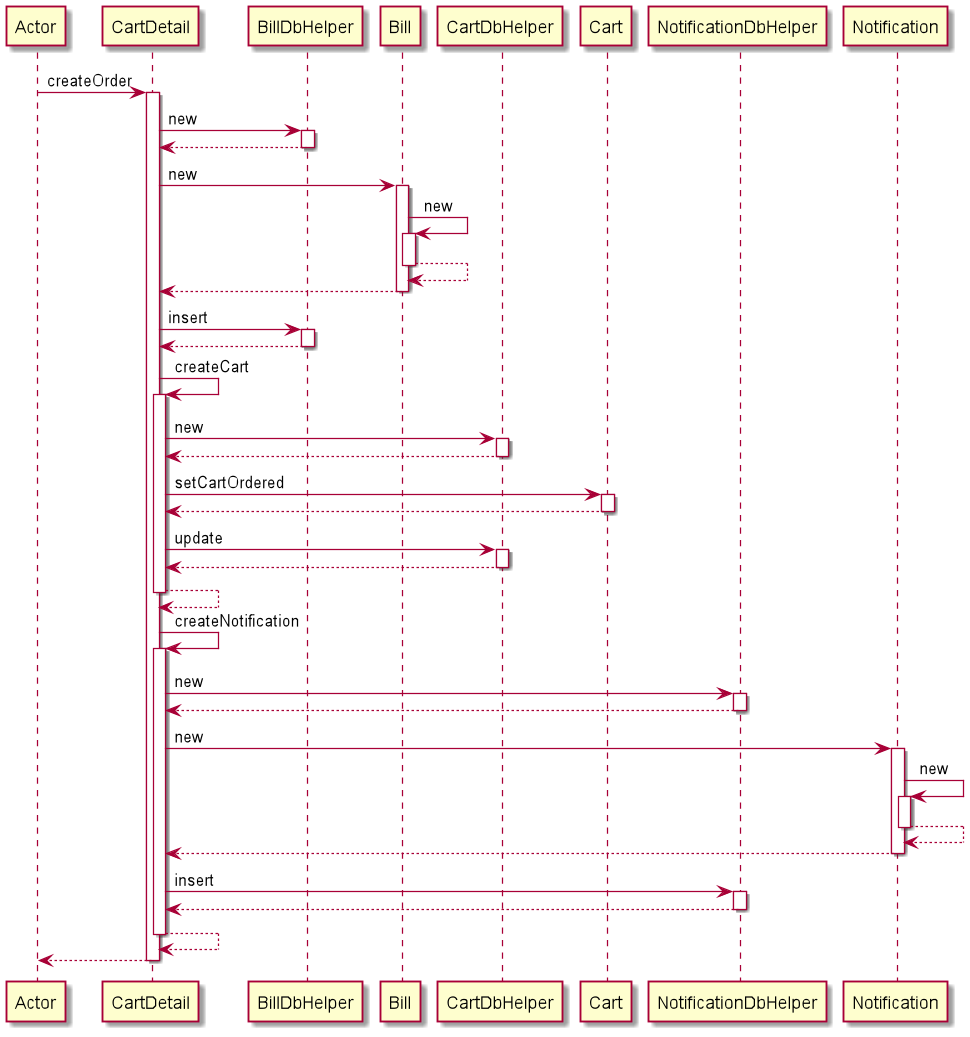 Actor CartDetail BillDbHelper Bill CartDbHelper Cart NotificationDbHelper Notification
createOrder
new
new
new
insert
createCart
new
setCartOrdered
update
createNotification
new
new
new
insert
Actor CartDetail BillDbHelper Bill CartDbHelper Cart NotificationDbHelper Notification